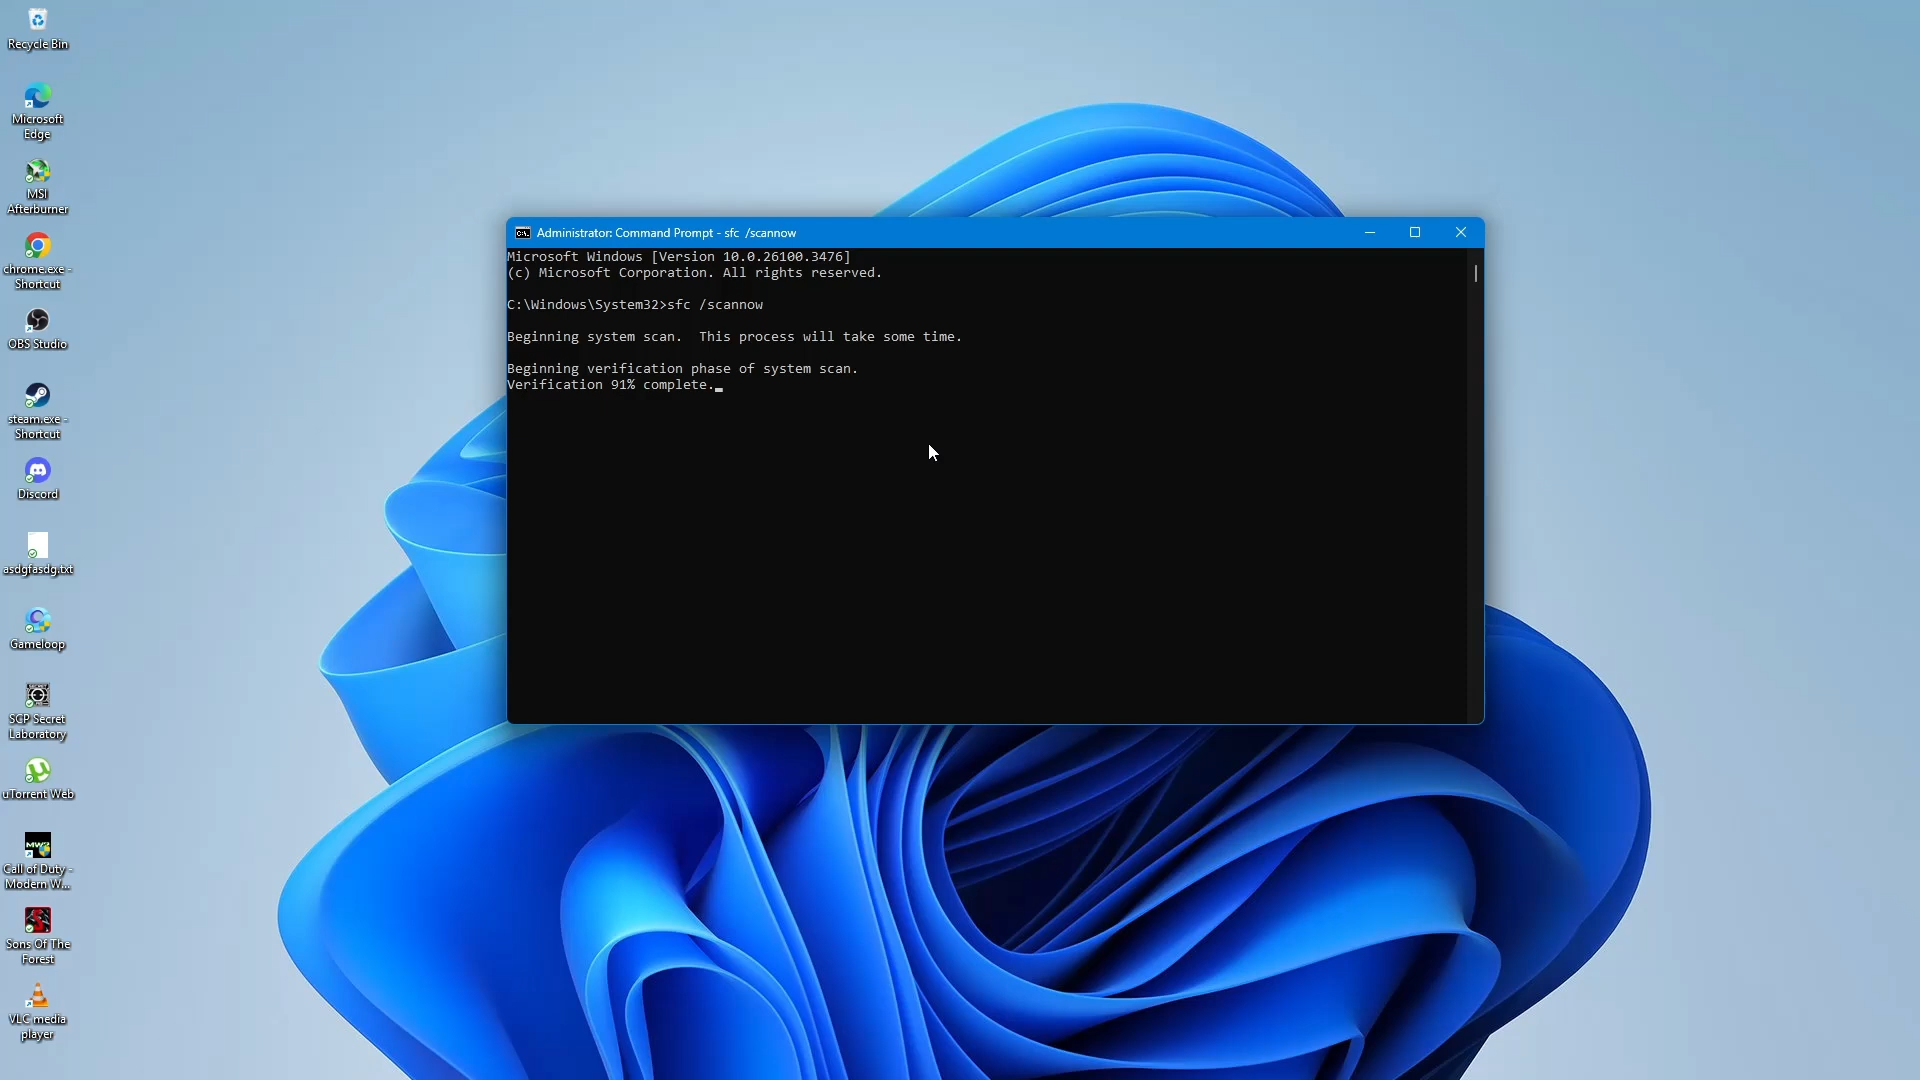 Recycle Bin
Microsoft
Edge
MSI
Afterburner
chrome.exe -
Shortcut
OBS Studio
steam.exe -
Shortcut
Discord
asdgfasdg.txt
Gameloop
SCP Secret
Laboratory
uTorrent Web
Call of Duty -
Modern W...
Sons Of The
Forest
VLC media
player
Administrator: Command Prompt - sfc  /scannow
Microsoft Windows [Version 10.0.26100.3476]
(c) Microsoft Corporation. All rights reserved.
C:\Windows\System32>sfc /scannow
Beginning system scan.  This process will take some time.
Beginning verification phase of system scan.
Verification 91% complete.